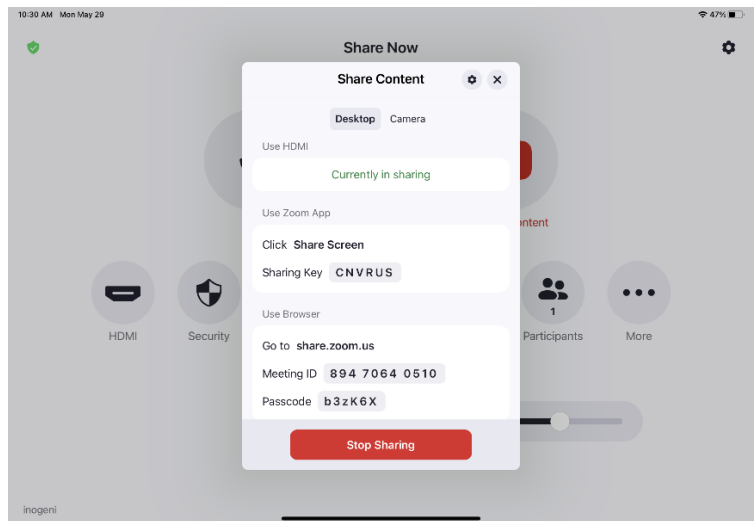 10:30 AM Mon May 29
47%
Share Now
Share Content
Desktop Camera
Use HDMI
Currently in sharing
Use Zoom App
ntent
Click Share Screen
Sharing Key CNVRUS
Use Browser
1
HDMI Security Participants More
Go to share.zoom.us
Meeting ID 894 7064 0510
Passcode b3zK6X
Stop Sharing
inogeni